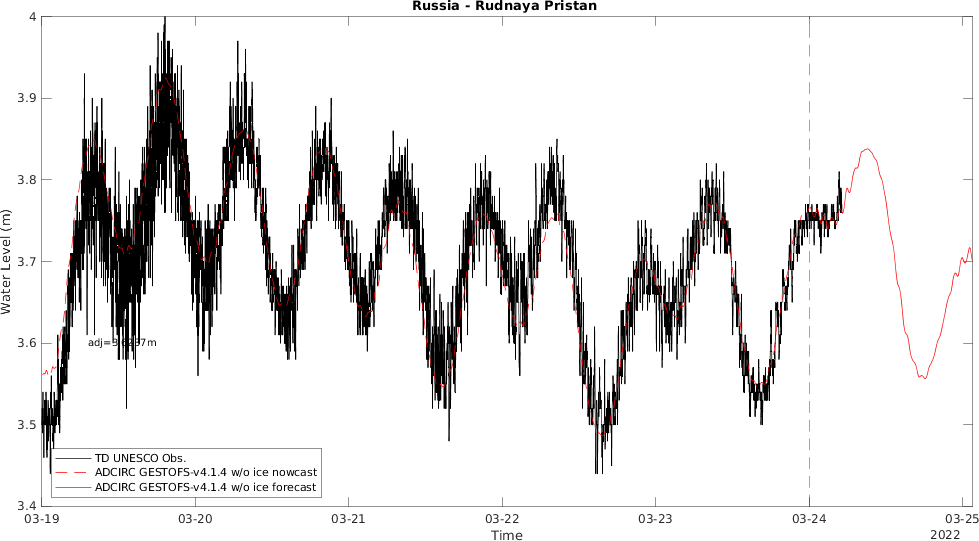 Russia - Rudnaya Pristan
4
3.9
3.8
3.7
3.6
3.5
3.4
Water Level (m)
TD UNESCO Obs.
ADCIRC GESTOFS-v4.1.4 w/o ice nowcast
ADCIRC GESTOFS-v4.1.4 w/o ice forecast
03-19
03-20
03-21
03-22
03-23
03-24
03-25
Time
2022